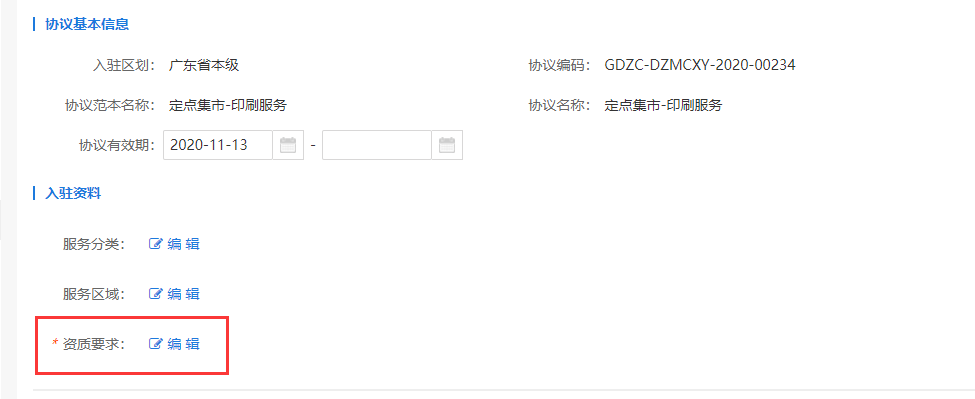 协议基本信息
入驻区划： 广东省本级 协议编码： GDZC-DZMCXY-2020-00234
协议范本名称： 定点集市-印刷服务 协议名称： 定点集市-印刷服务
协议有效期： 2020-11-13 -
入驻资料
服务分类： 编 辑
服务区域： 编 辑
* 资质要求： 编 辑